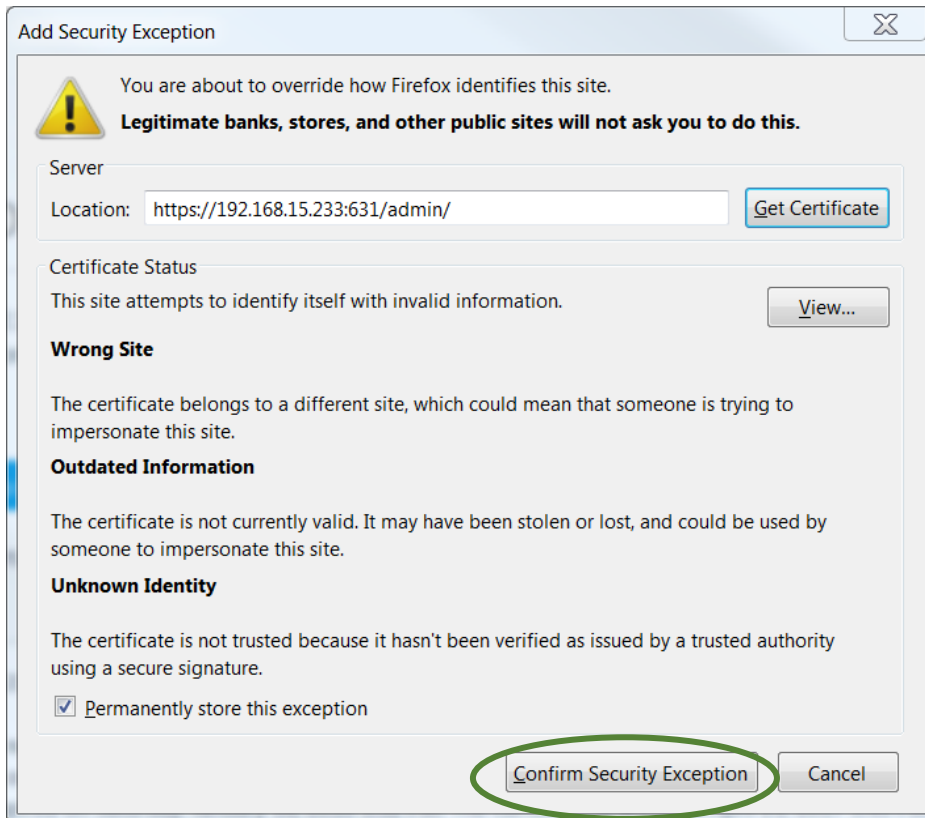 Add Security Exception
You are about to override how Firefox identifies this site.
Legitimate banks, stores, and other public sites will not ask you to do this.
Server
Location: https://192.168.15.233:631/admin/ Get Certificate
Certificate Status
This site attempts to identify itself with invalid information.
View...
Wrong Site
The certificate belongs to a different site, which could mean that someone is trying to
impersonate this site.
Outdated Information
The certificate is not currently valid. It may have been stolen or lost, and could be used by
someone to impersonate this site.
Unknown Identity
The certificate is not trusted because it hasn't been verified as issued by a trusted authority
using a secure signature.
Permanently store this exception
Confirm Security Exception Cancel